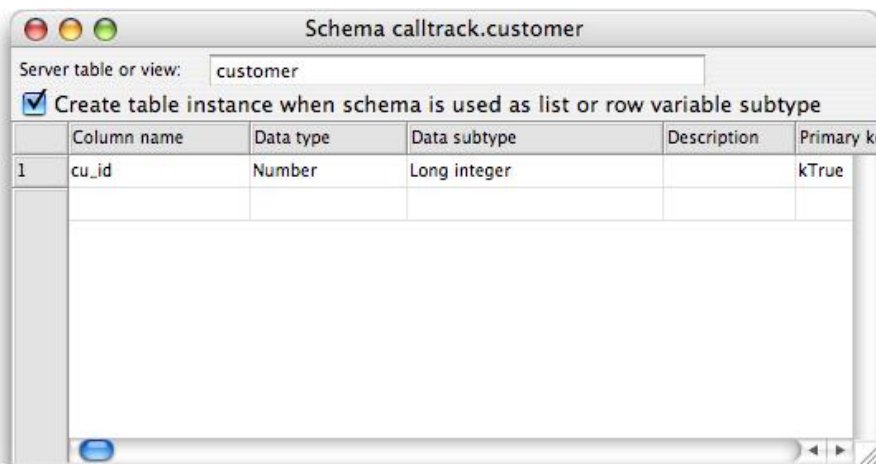 Schema calltrack.customer
Server table or view: customer
Create table instance when schema is used as list or row variable subtype
Column name Data type Data subtype Description Primary k
1 cu_id Number Long integer kTrue